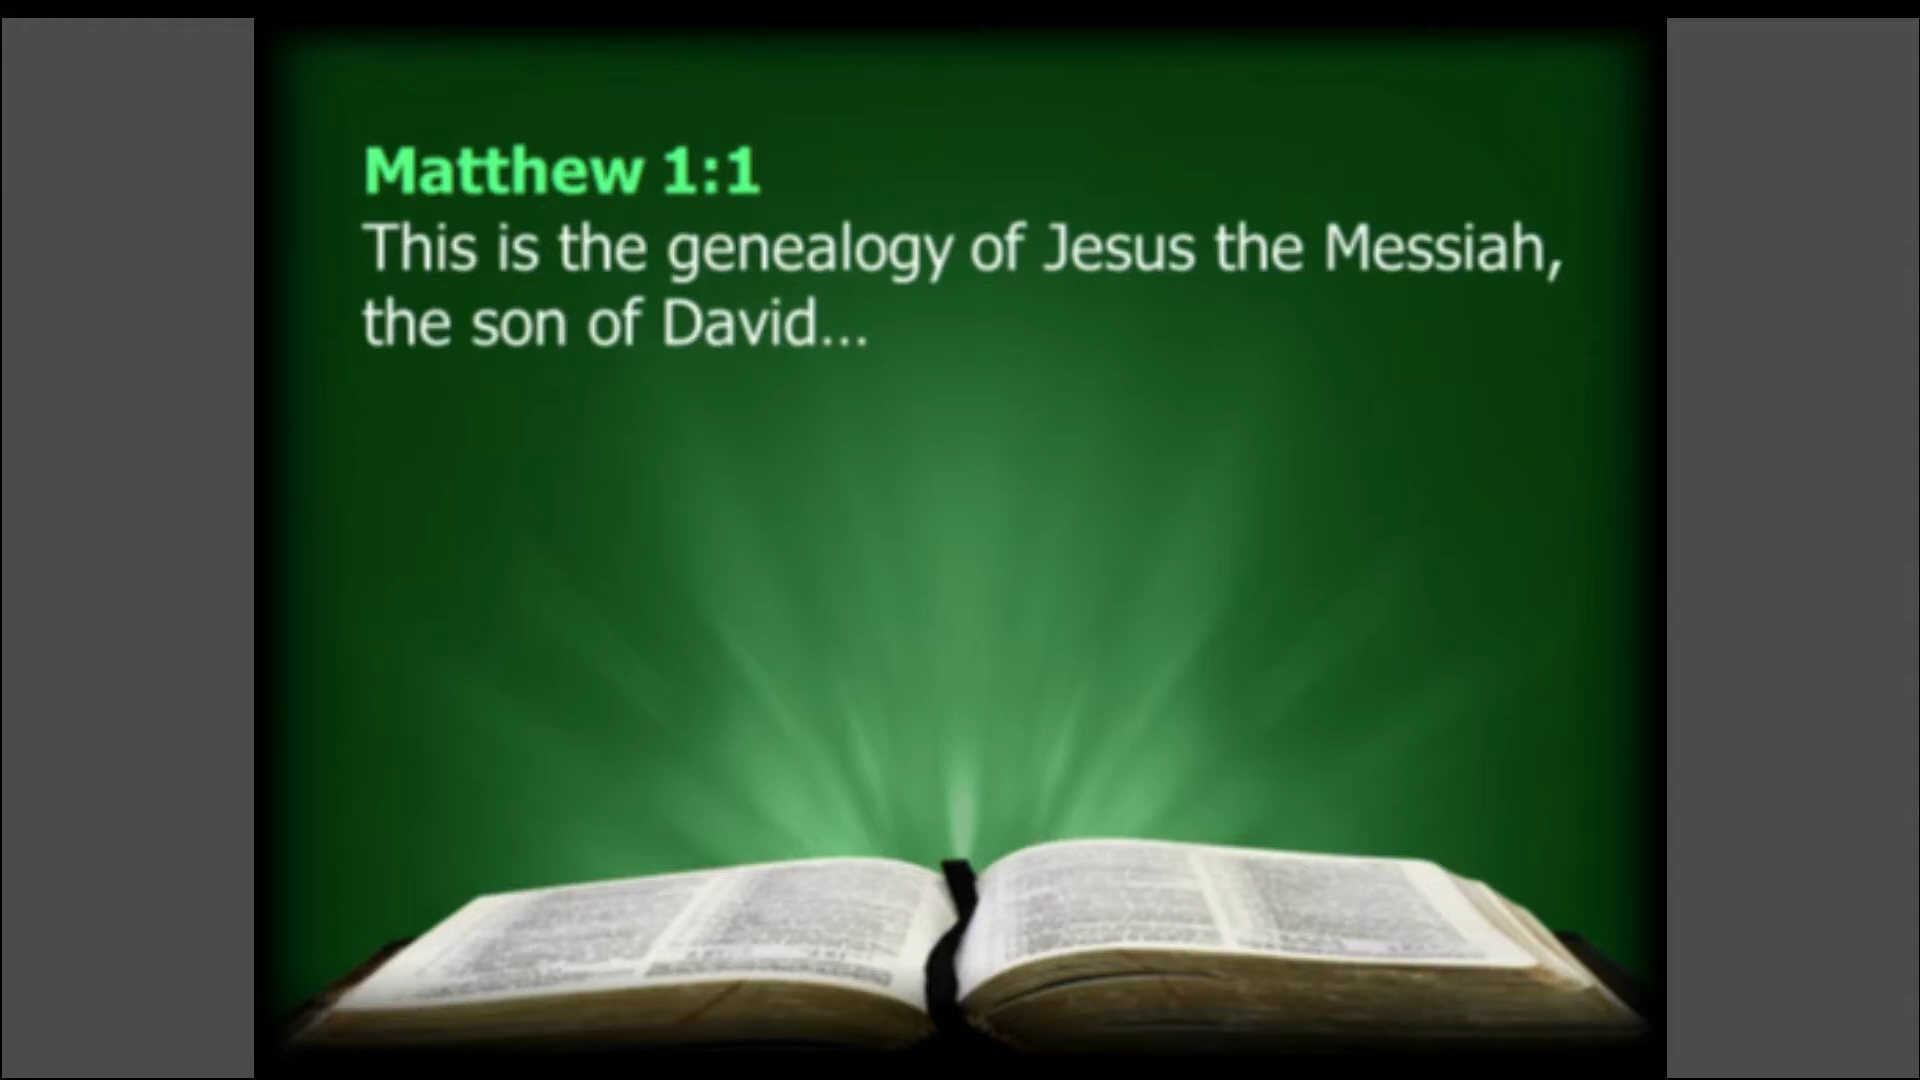 Matthew 1:1
This is the genealogy of Jesus the Messiah,
the son of David...